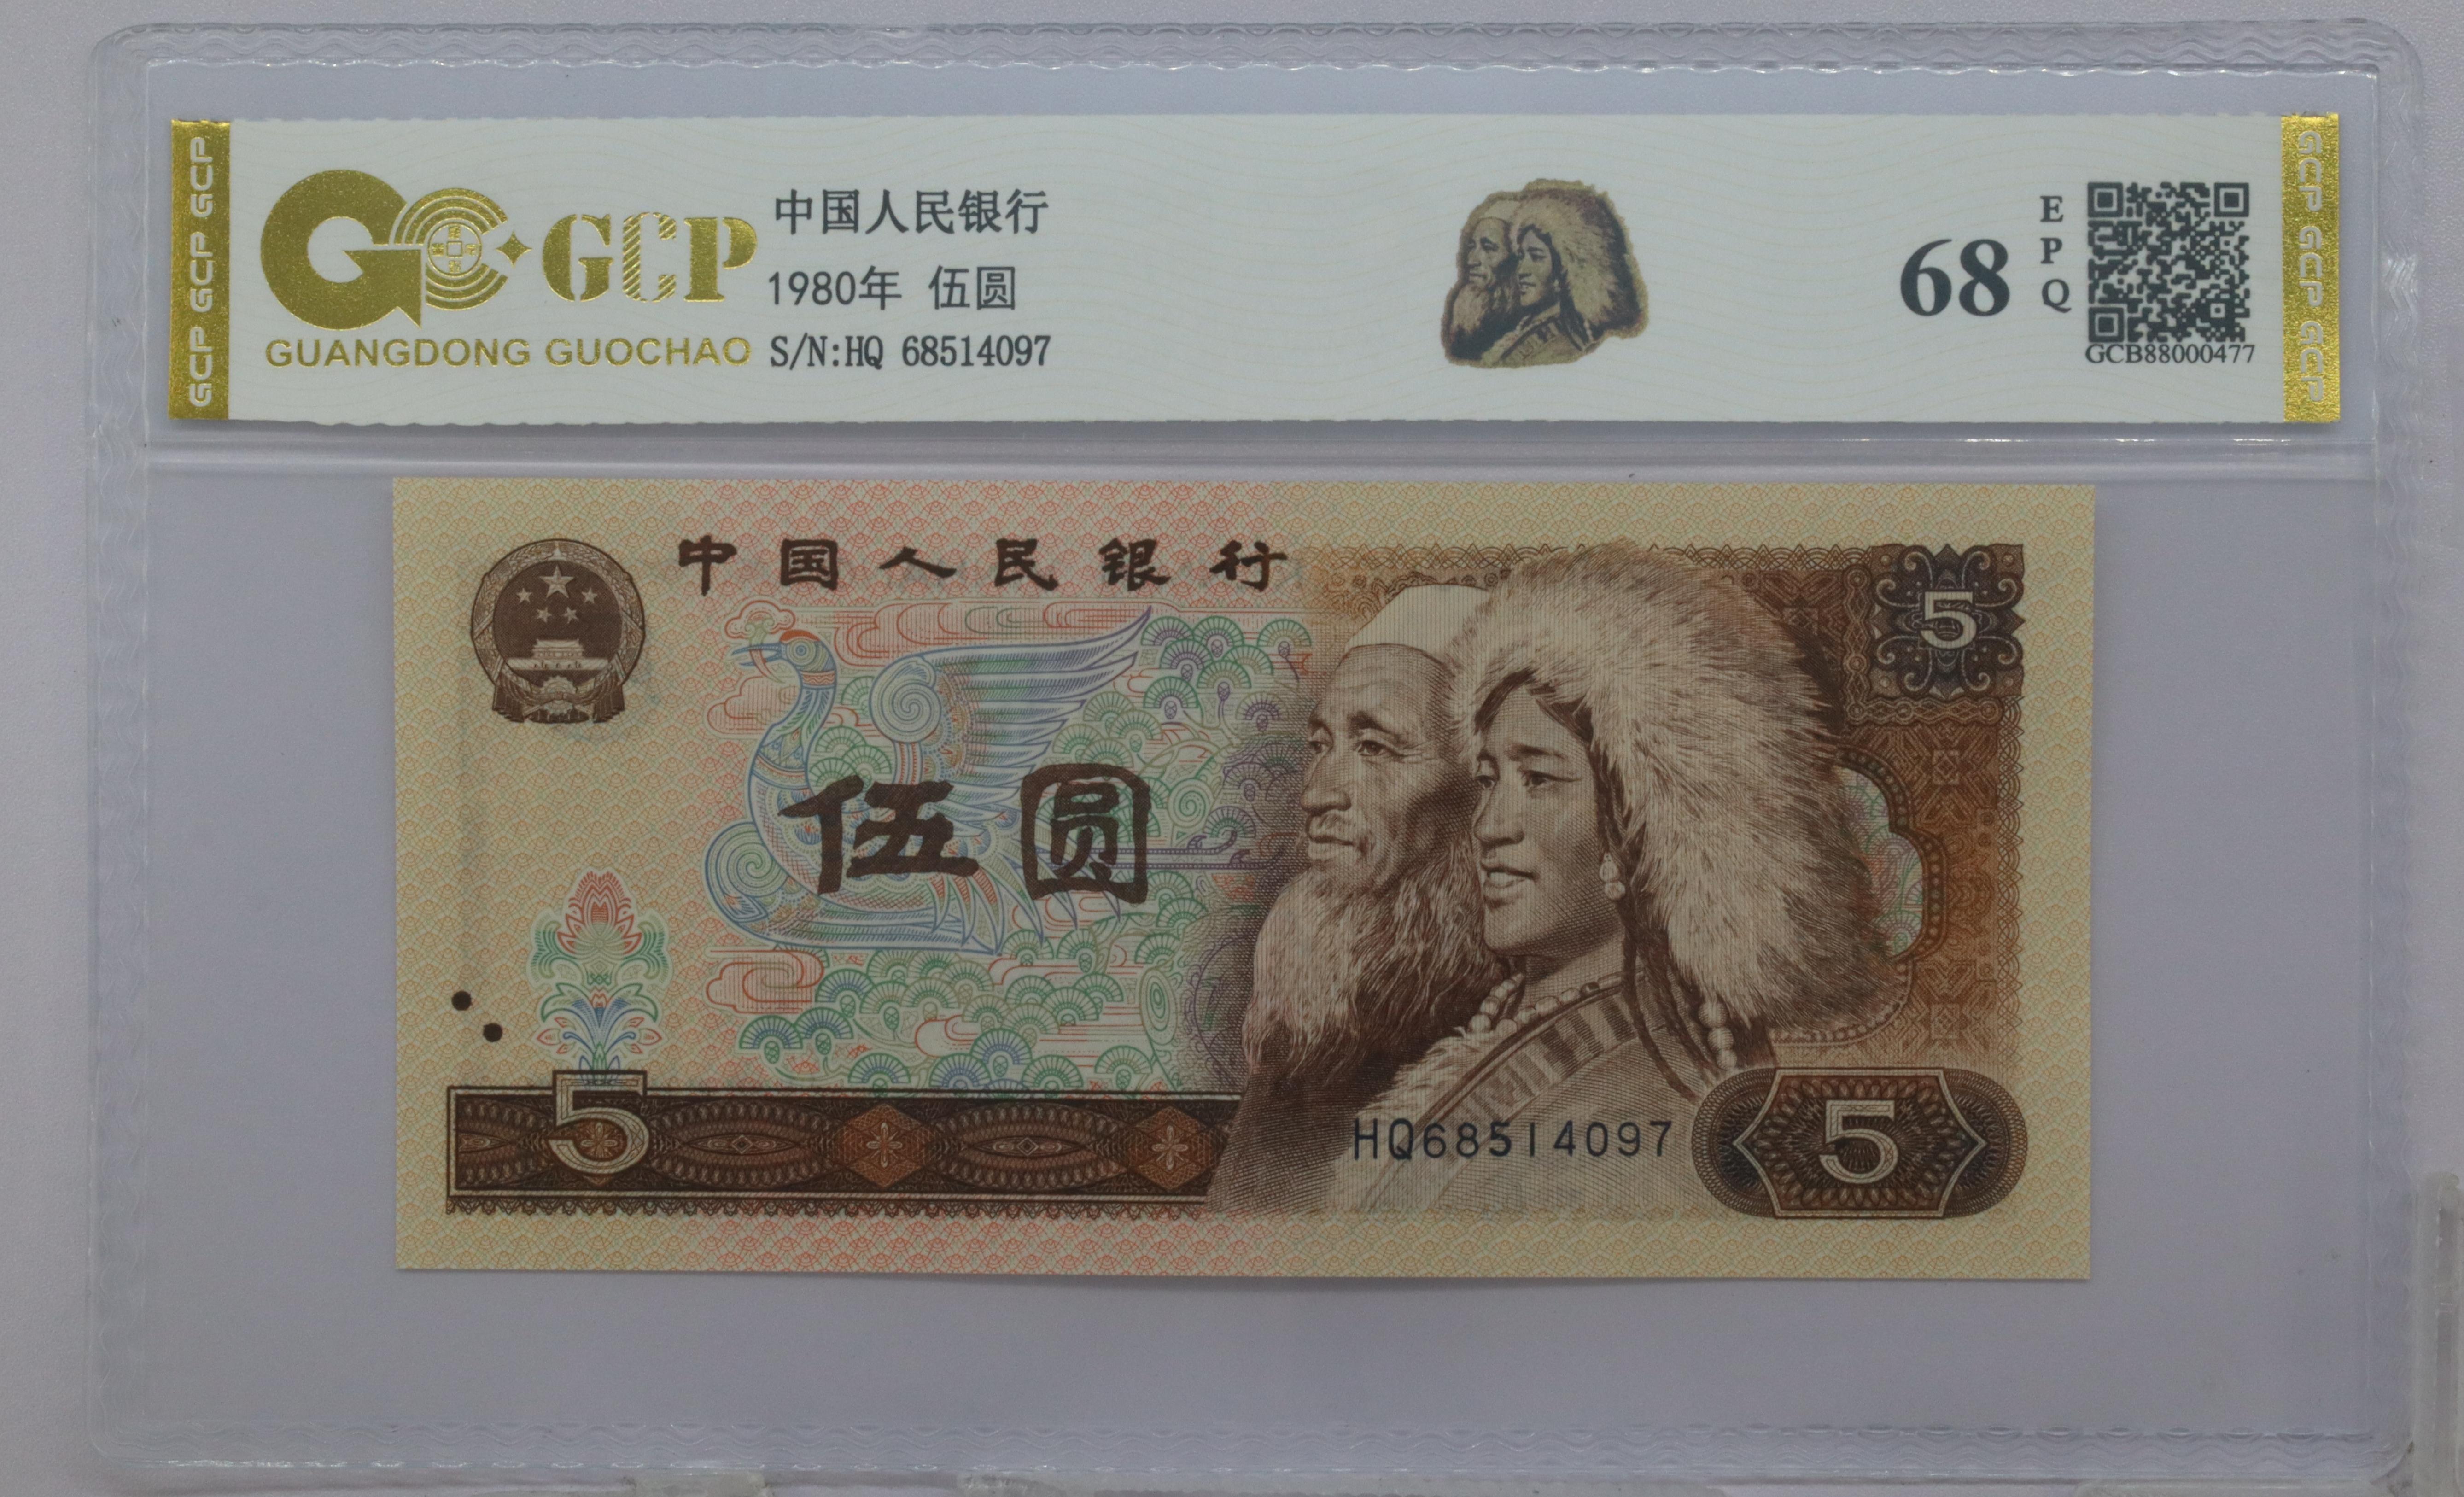 GCP GCP GCP
GCP
GUANGDONG GUOCHAO
中国人民银行
1980年 伍圆
S/N:HQ 68514097
68
E
P
Q
GCB88000477
GCP GCP GCP
中国人民银行
5
伍圆
5
HQ68514097
5